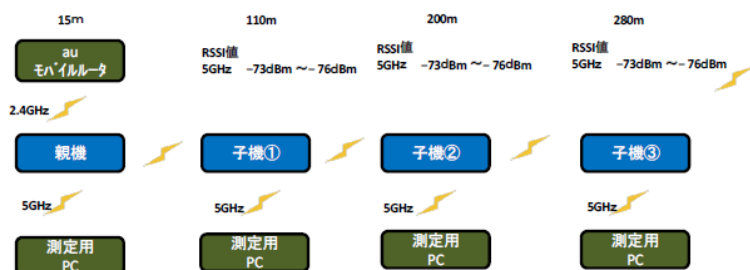 15m
110m
200m
280m
au
モバイルルータ
RSSI値
5GHz −73dBm ～− 76dBm
RSSI値
5GHz −73dBm ～− 76dBm
RSSI値
5GHz −73dBm ～− 76dBm
2.4GHz
親機
子機①
子機②
子機③
5GHz
5GHz
5GHz
5GHz
測定用
PC
測定用
PC
測定用
PC
測定用
PC